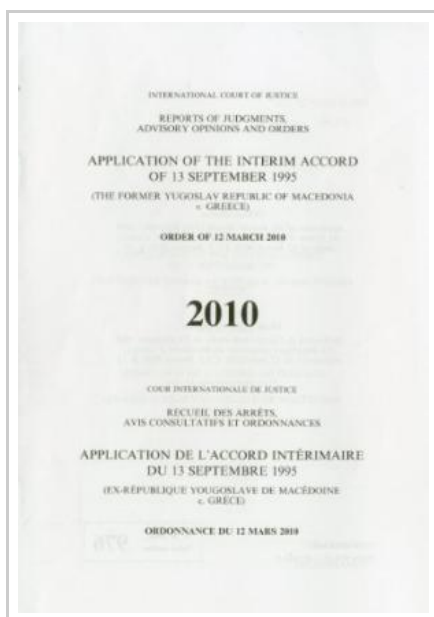 INTERNATIONAL COURT OF JUSTICE
REPORTS OF JUDGMENTS,
ADVISORY OPINIONS AND ORDERS
APPLICATION OF THE INTERIM ACCORD
OF 13 SEPTEMBER 1995
(THE FORMER YUGOSLAV REPUBLIC OF MACEDONIA
v. GREECE)
ORDER OF 12 MARCH 2010
2010
COUR INTERNATIONALE DE JUSTICE
RECUEIL DES ARRÊTS,
AVIS CONSULTATIFS ET ORDONNANCES
APPLICATION DE L'ACCORD INTÉRIMAIRE
DU 13 SEPTEMBRE 1995
(EX-RÉPUBLIQUE YOUGOSLAVE DE MACÉDOINE
c. GRÈCE)
ORDONNANCE DU 12 MARS 2010